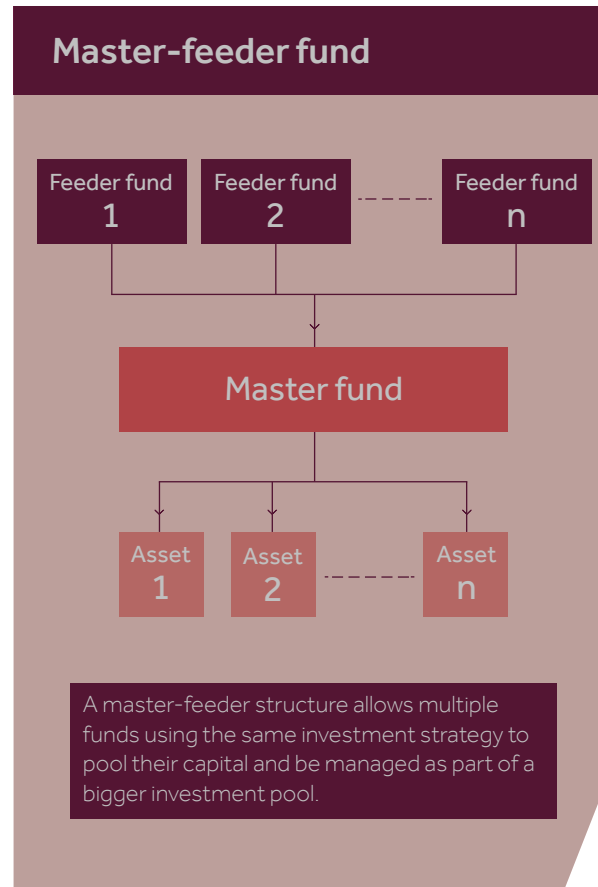 Master-feeder fund
Feeder fund
1
Feeder fund
2
Feeder fund
n
Master fund
Asset
1
Asset
2
Asset
n
A master-feeder structure allows multiple
funds using the same investment strategy to
pool their capital and be managed as part of a
bigger investment pool.